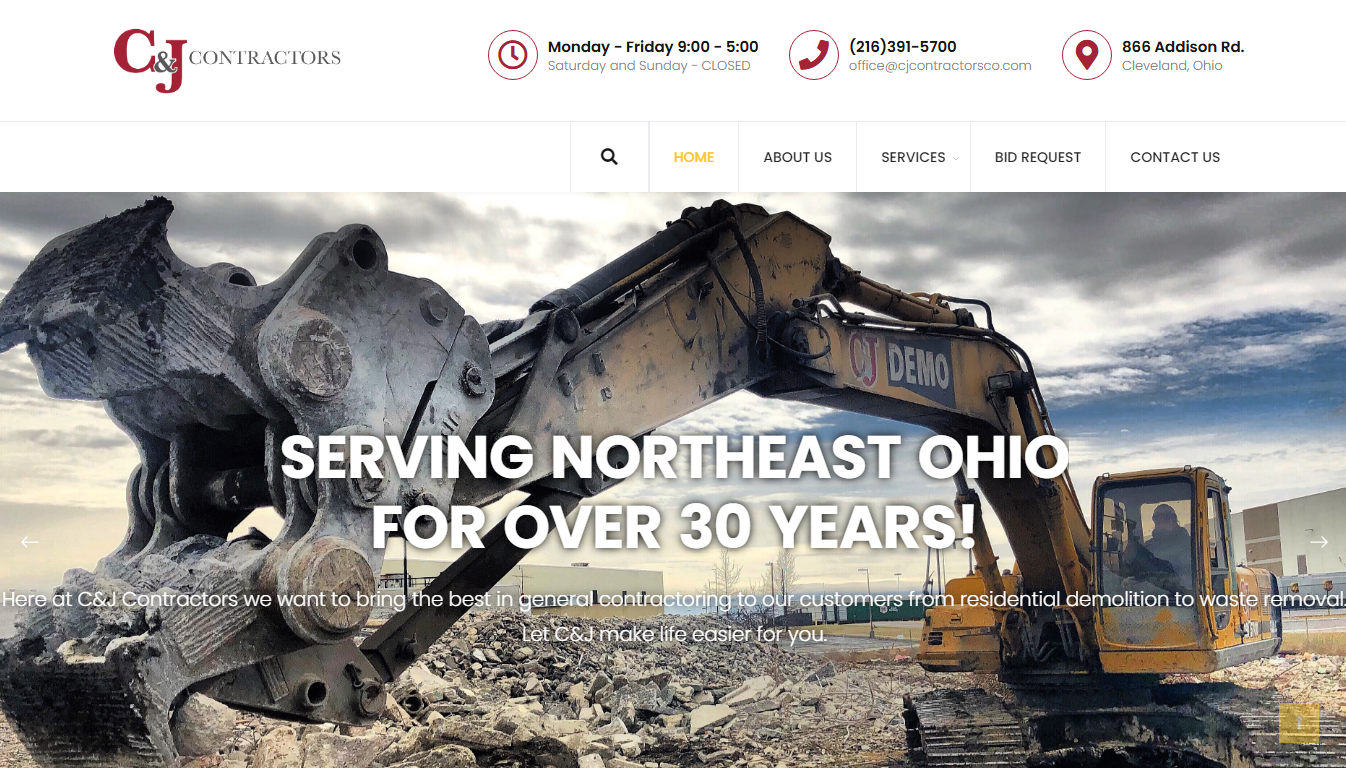 C&J CONTRACTORS
Monday - Friday 9:00 - 5:00
Saturday and Sunday - CLOSED
(216)391-5700
office@cjcontractorsco.com
866 Addison Rd.
Cleveland, Ohio
HOME
ABOUT US
SERVICES
BID REQUEST
CONTACT US
CJ DEMO
SERVING NORTHEAST OHIO
FOR OVER 30 YEARS!
Here at C&J Contractors we want to bring the best in general contractoring to our customers from residential demolition to waste removal.
Let C&J make life easier for you.